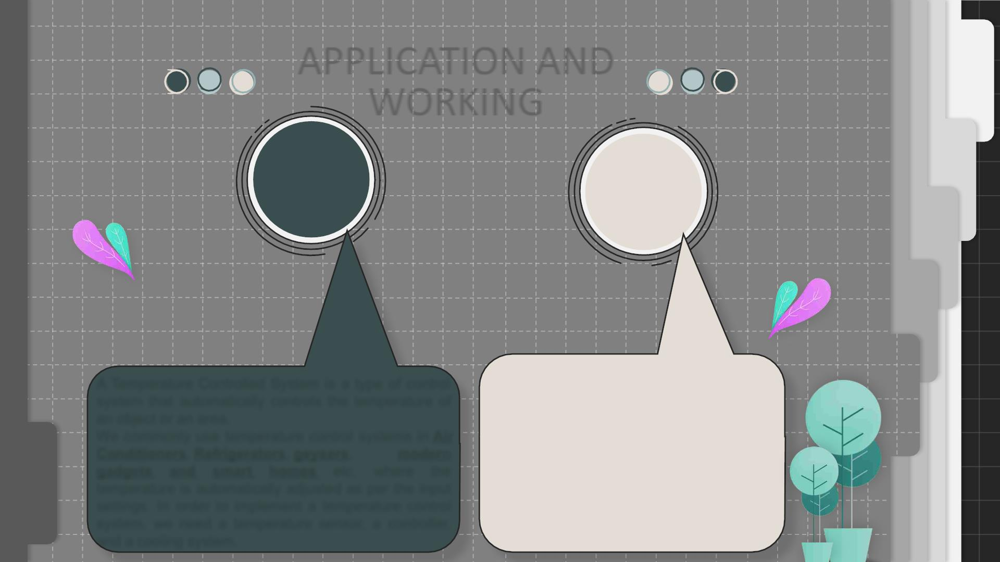 APPLICATION AND
WORKING
A Temperature Controlled System is a type of control
system that automatically controls the temperature of
an object or an area.
We commonly use temperature control systems in Air
Conditioners, Refrigerators, geysers, modern
gadgets, and smart homes, etc. where the
temperature is automatically adjusted as per the input
settings. In order to implement a temperature control
system, we need a temperature sensor, a controller,
and a cooling system.